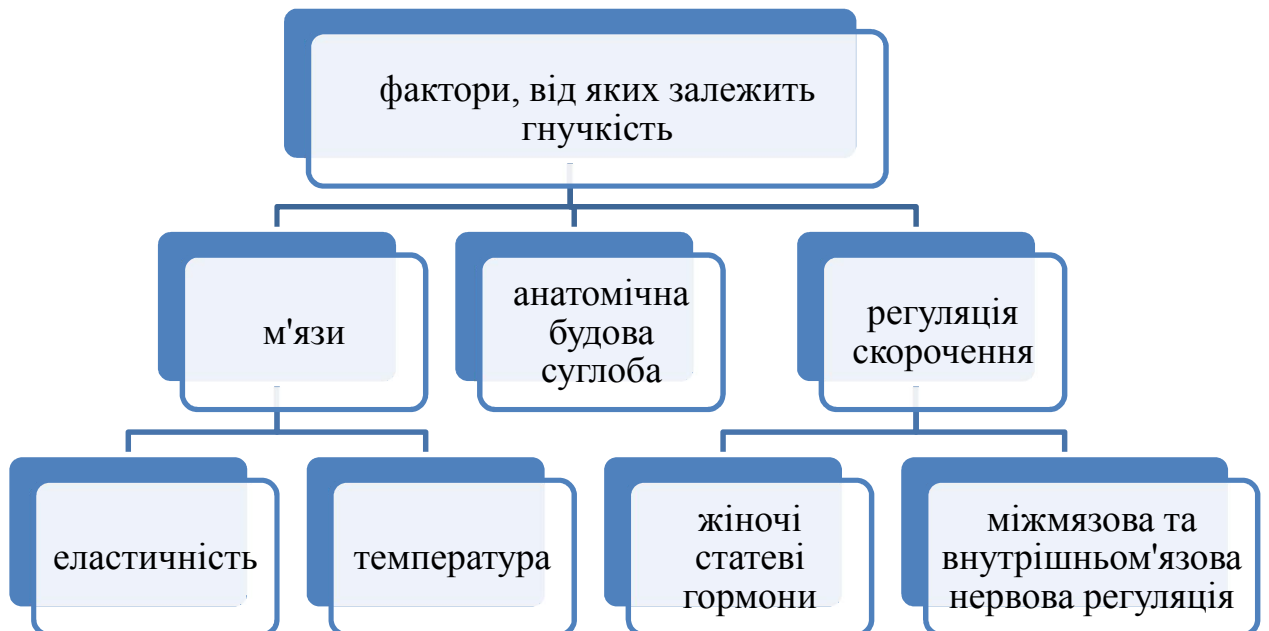 фактори, від яких залежить
гнучкість
м'язи
анатомічна
будова
суглоба
регуляція
скорочення
еластичність
температура
жіночі
статеві
гормони
міжмязова та
внутрішньом'язова
нервова регуляція